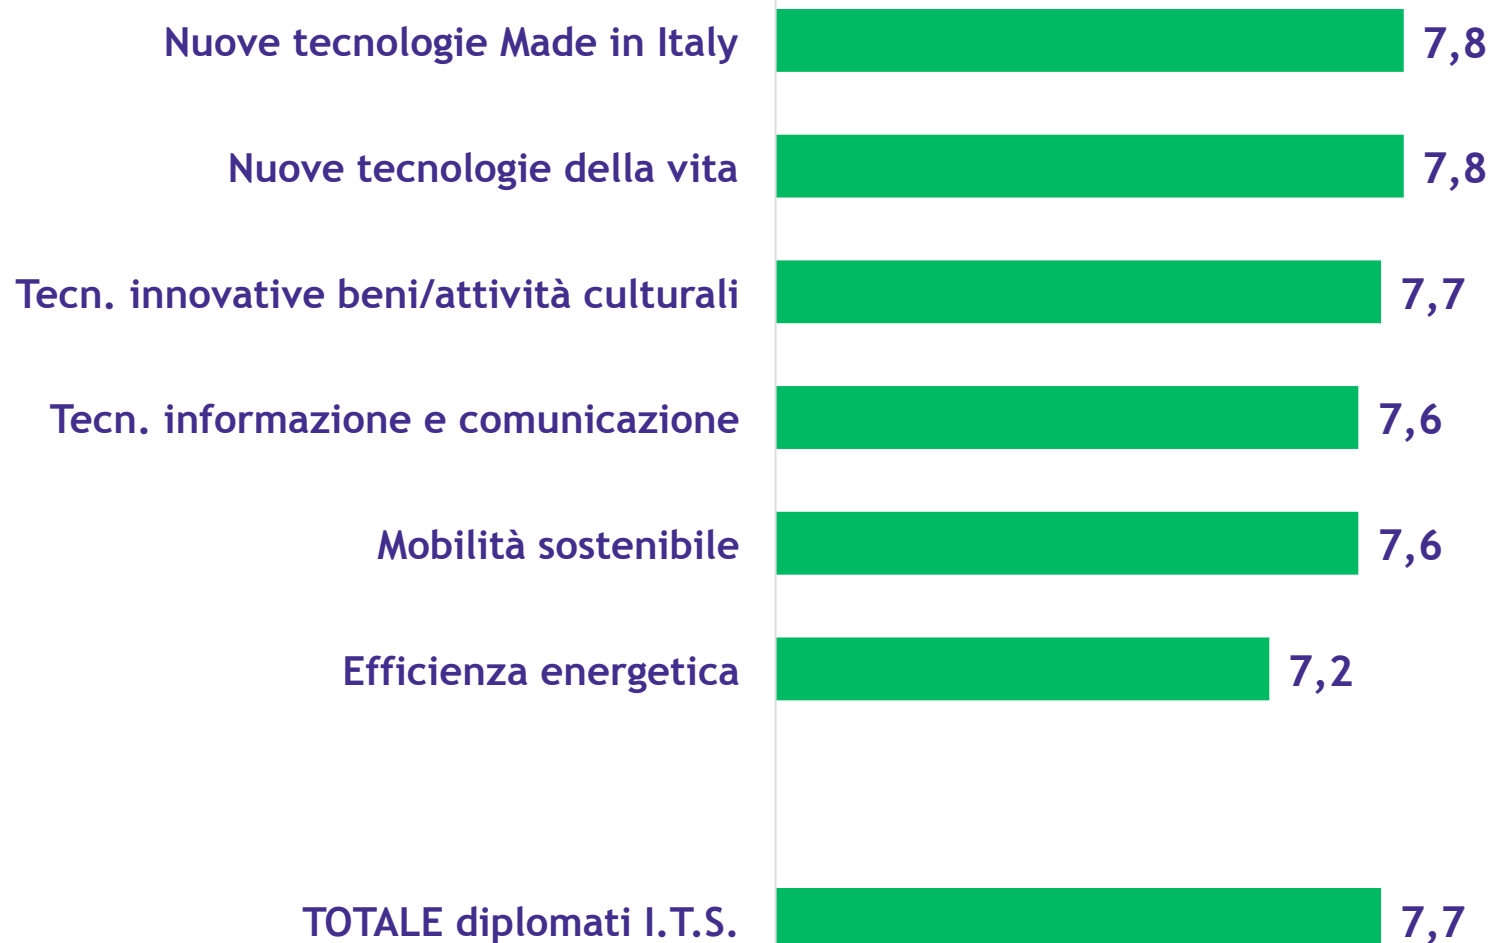 Nuove tecnologie Made in Italy 7,8
Nuove tecnologie della vita 7,8
Tecn. innovative beni/attività culturali 7,7
Tecn. informazione e comunicazione 7,6
Mobilità sostenibile 7,6
Efficienza energetica 7,2
TOTALE diplomati I.T.S. 7,7